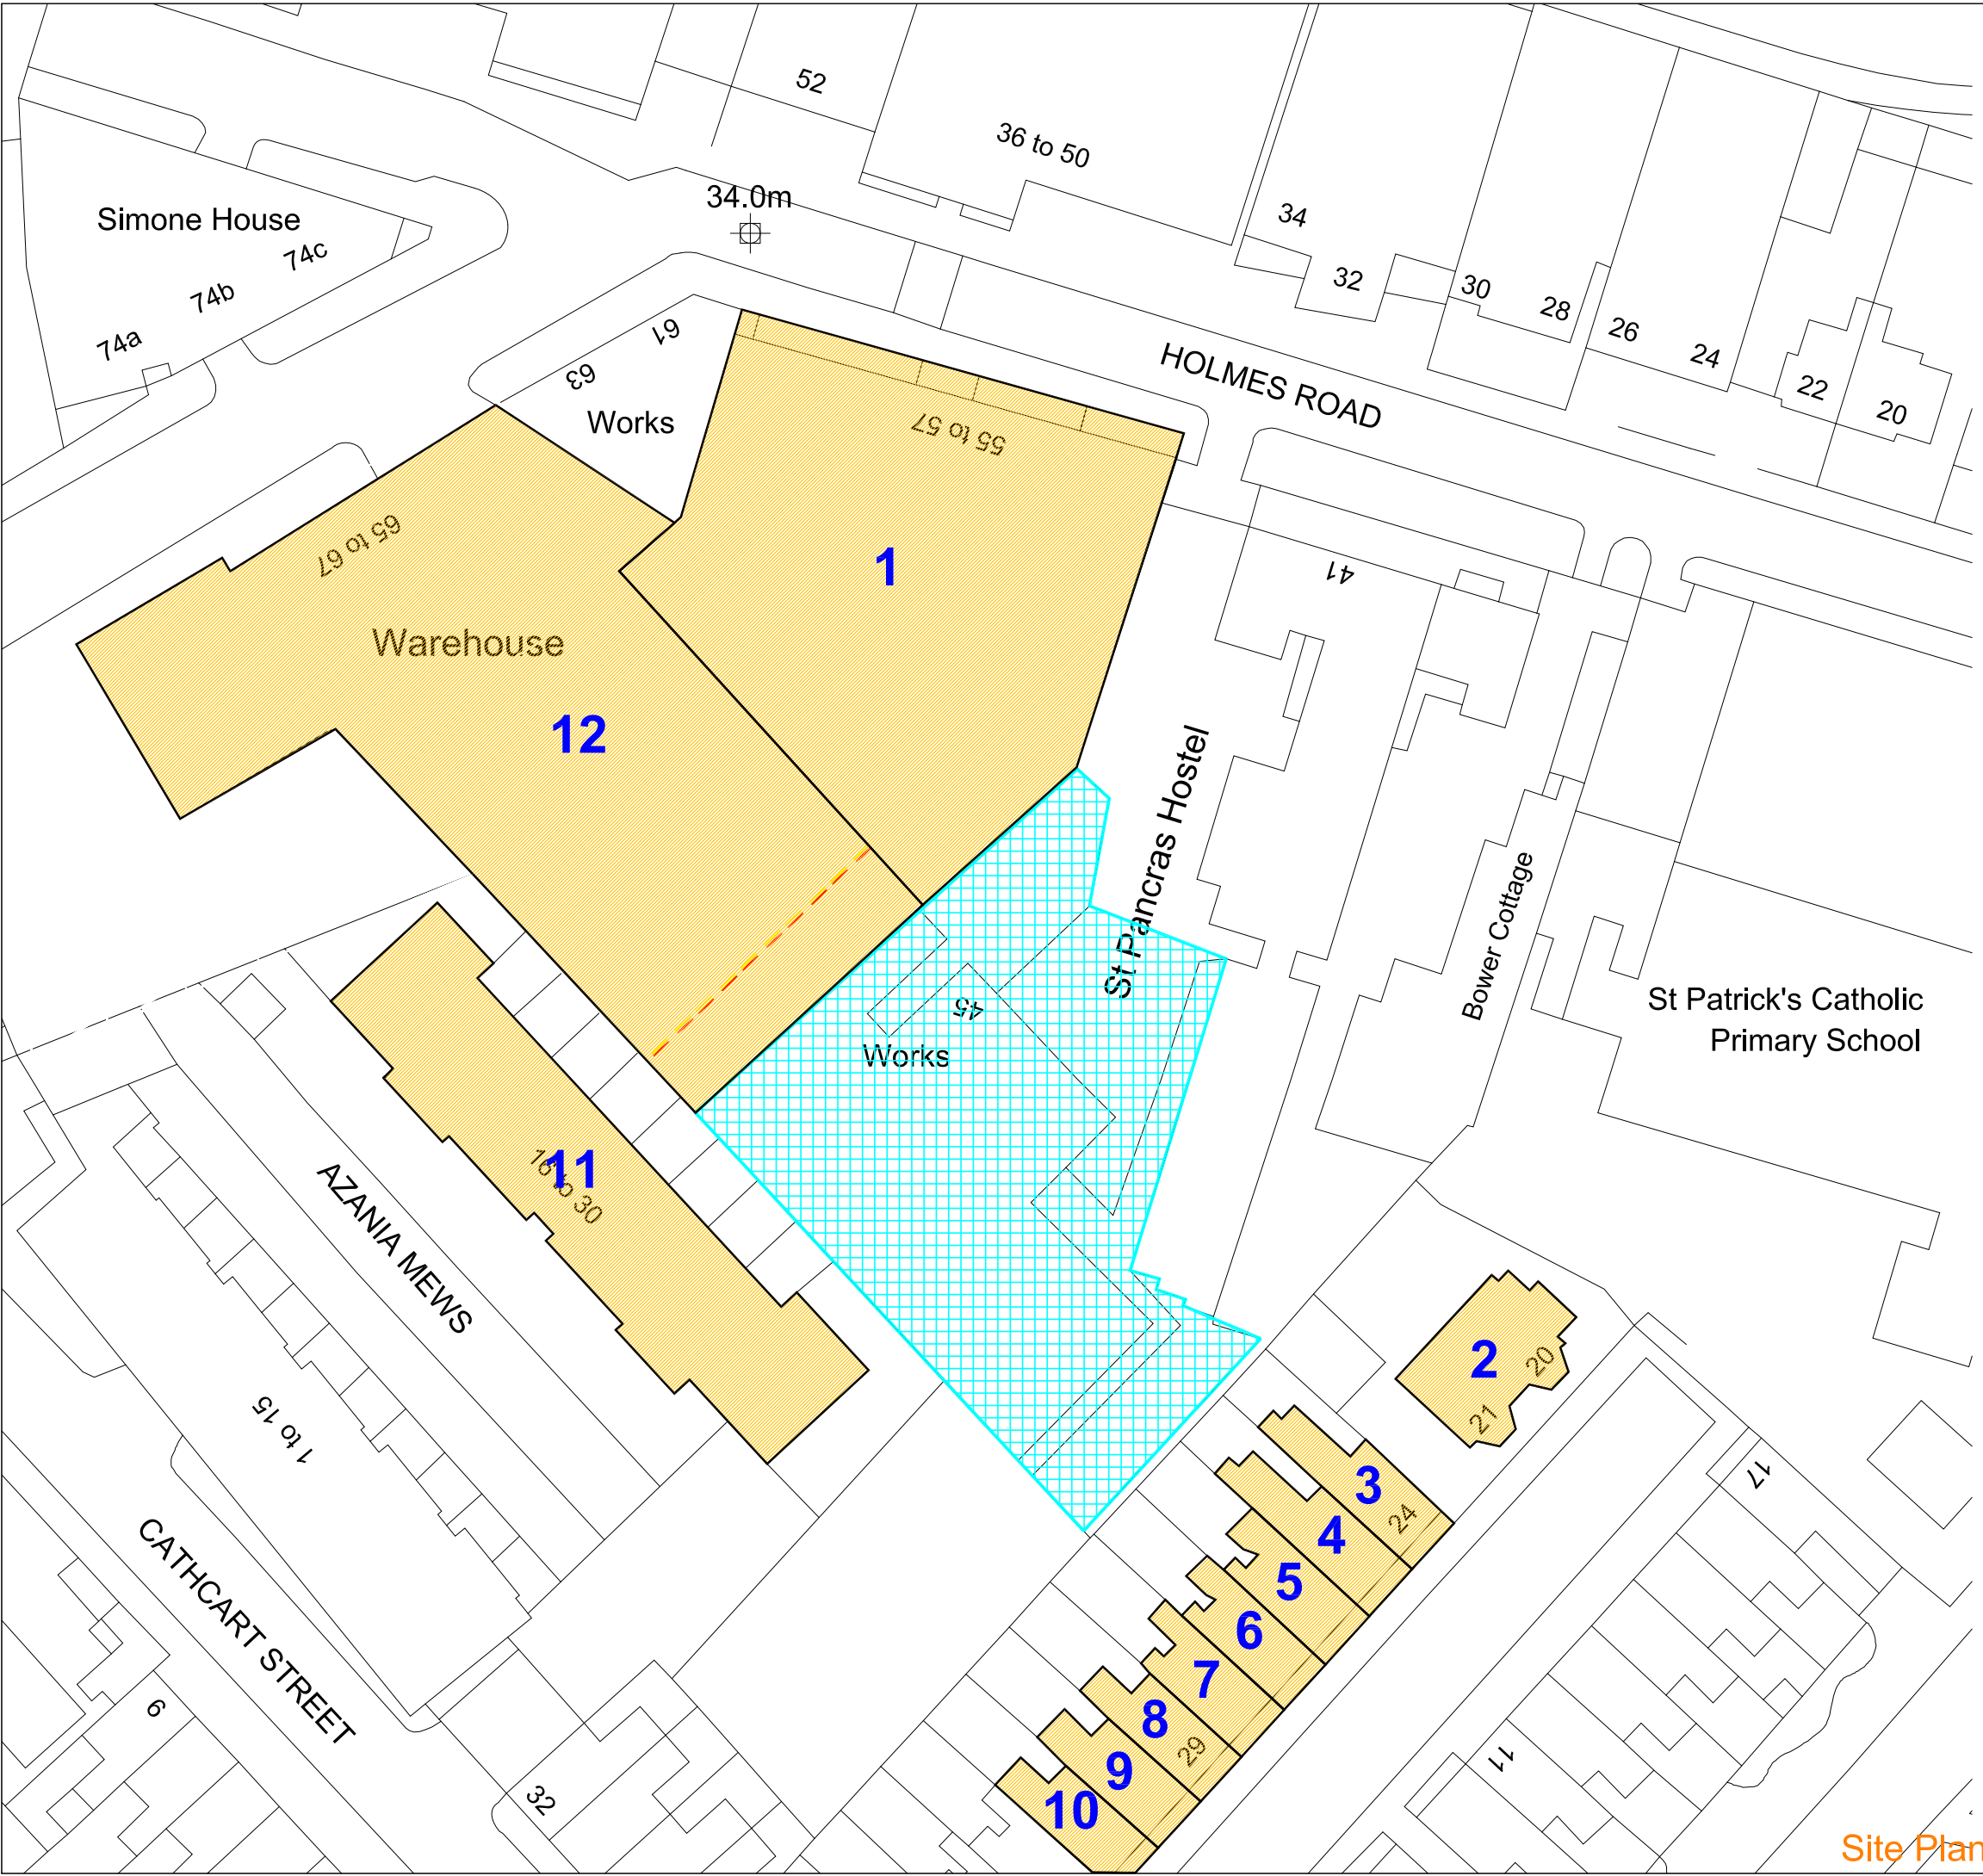 52
36 to 50
34.0m
34
Simone House
74c
32
74b
30
28
61
26
74a
24
HOLMES ROAD
63
22
20
Works
55 to 57
65 to 67
1
41
Warehouse
12
St Pancras Hostel
Bower Cottage
St Patrick's Catholic
Primary School
45
Works
11
16 to 30
AZANIA MEWS
2
20
21
1 to 15
3
24
17
4
CATHCART STREET
5
6
7
6
8
29
11
9
32
10
Site Plan